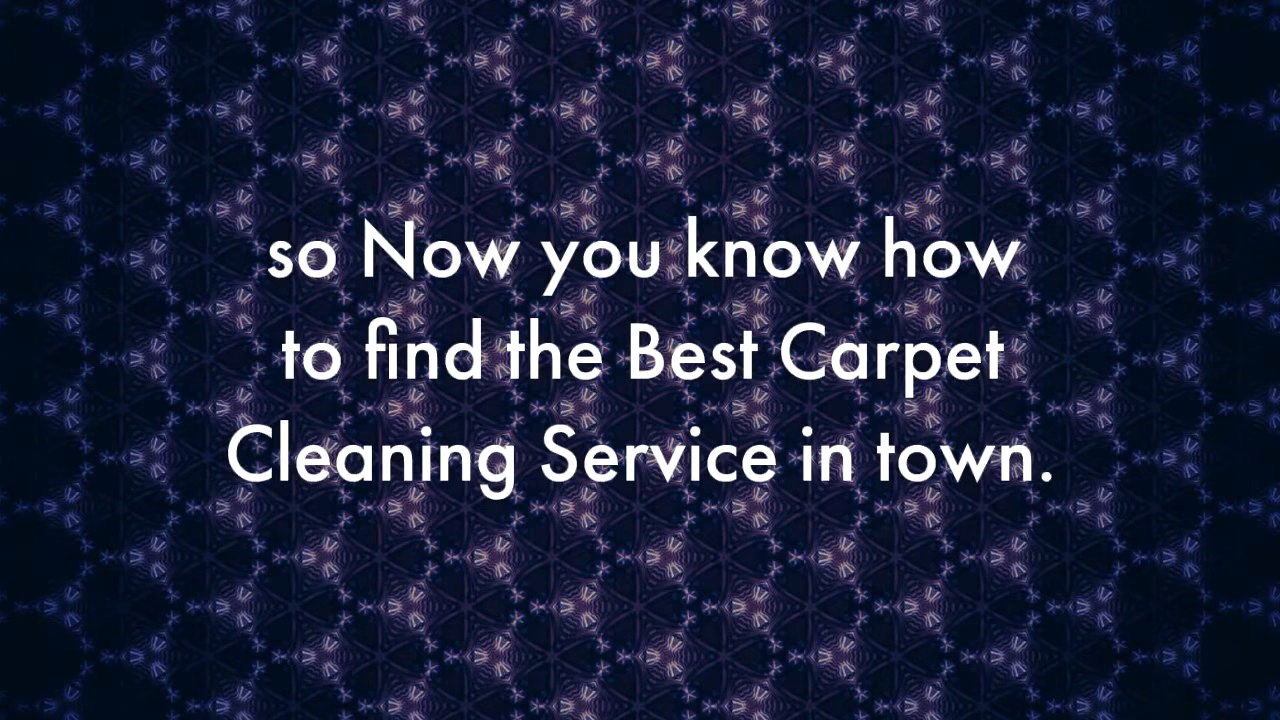 so Now you know how
to find the Best Carpet
Cleaning Service in town.